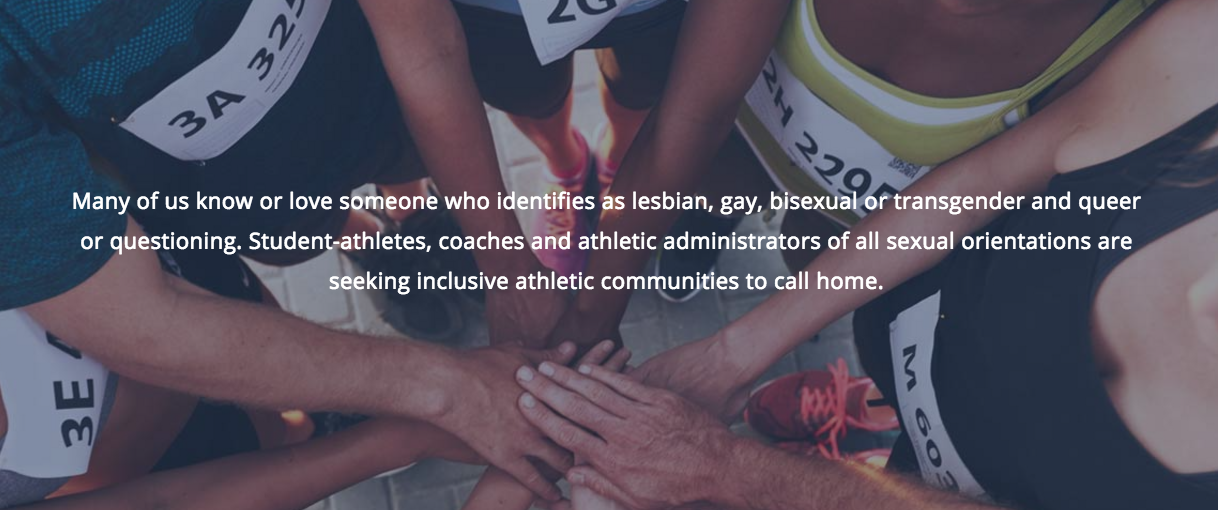 3A 325
2G
2H 2295
Many of us know or love someone who identifies as lesbian, gay, bisexual or transgender and queer
or questioning. Student-athletes, coaches and athletic administrators of all sexual orientations are
seeking inclusive athletic communities to call home.
3E
M 603